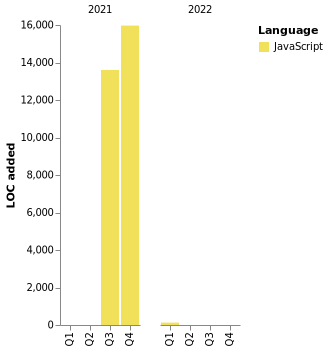 2021
2022
Language
JavaScript
LOC added
16,000
14,000
12,000
10,000
8,000
6,000
4,000
2,000
0
Q1
Q2
Q3
Q4
Q1
Q2
Q3
Q4